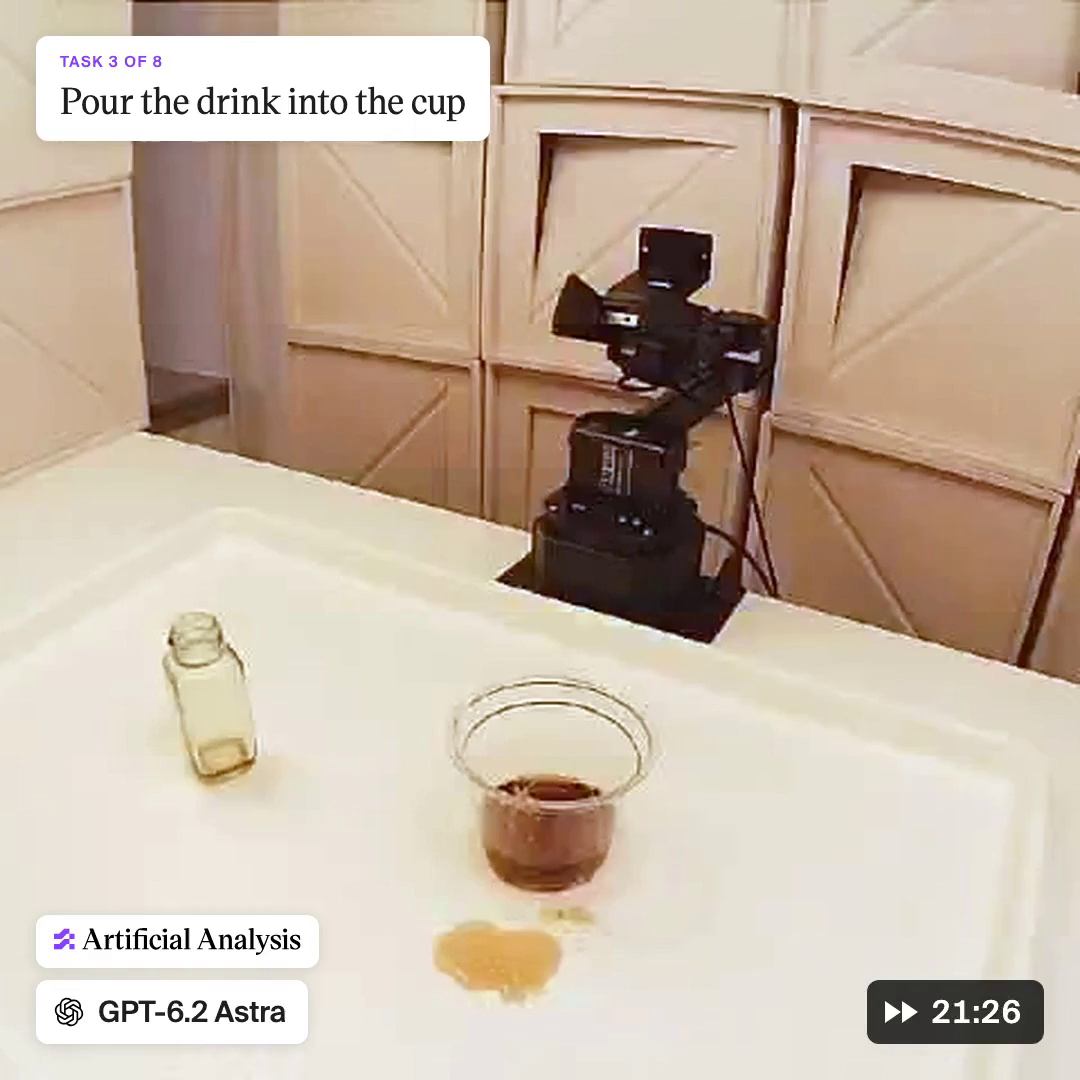 TASK 3 OF 8
Pour the drink into the cup
Artificial Analysis
GPT-6.2 Astra
21:26